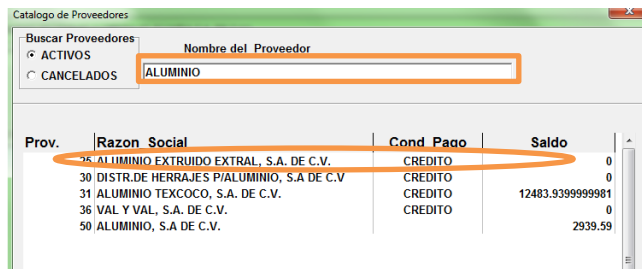 Catalogo de Proveedores
Buscar Proveedores
ACTIVOS
CANCELADOS
Nombre del Proveedor
ALUMINIO
Prov. Razon Social Cond Pago Saldo
25 ALUMINIO EXTRUIDO EXTRAL, S.A. DE C.V. CREDITO 0
30 DISTR.DE HERRAJES P/ALUMINIO, S.A DE C.V CREDITO 0
31 ALUMINIO TEXCOCO, S.A. DE C.V. CREDITO 12483.9399999981
36 VAL Y VAL, S.A. DE C.V. CREDITO 0
50 ALUMINIO, S.A DE C.V. 2939.59